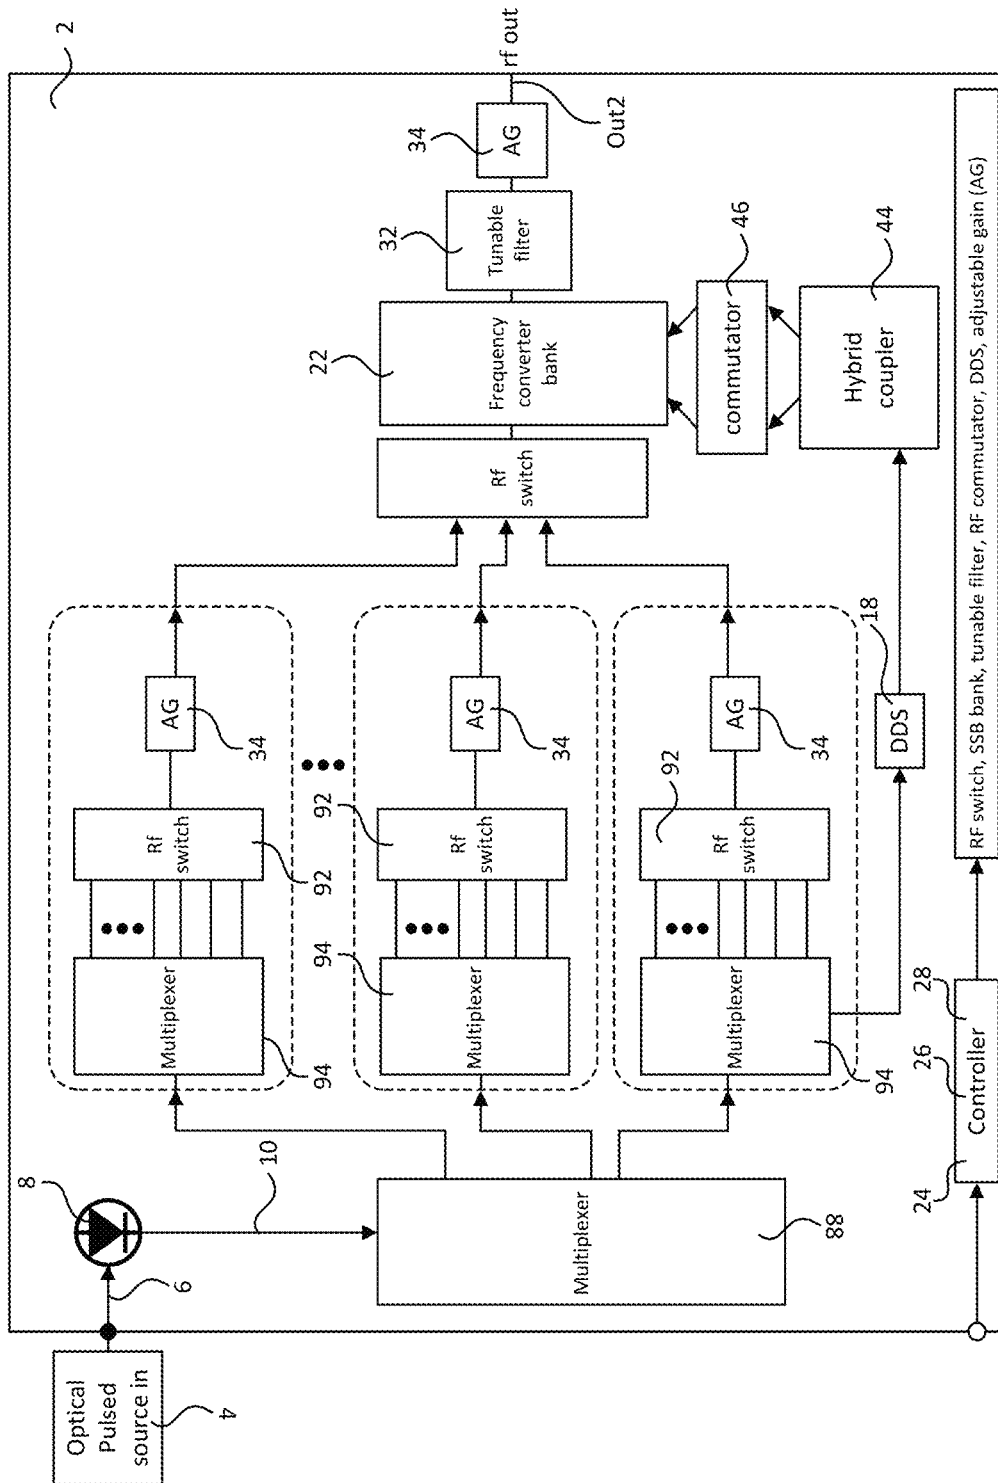 Optical
Pulsed
source in
4
6
8
10
2
Multiplexer
88
Multiplexer
94
Rf
switch
92
AG
34
Multiplexer
94
Rf
switch
92
AG
34
Multiplexer
94
Rf
switch
92
AG
34
DDS
18
Rf
switch
Frequency
converter
bank
22
Tunable
filter
32
AG
34
Out2
rf out
commutator
46
Hybrid
coupler
44
24
26
28
Controller
RF switch, SSB bank, tunable filter, RF commutator, DDS, adjustable gain (AG)